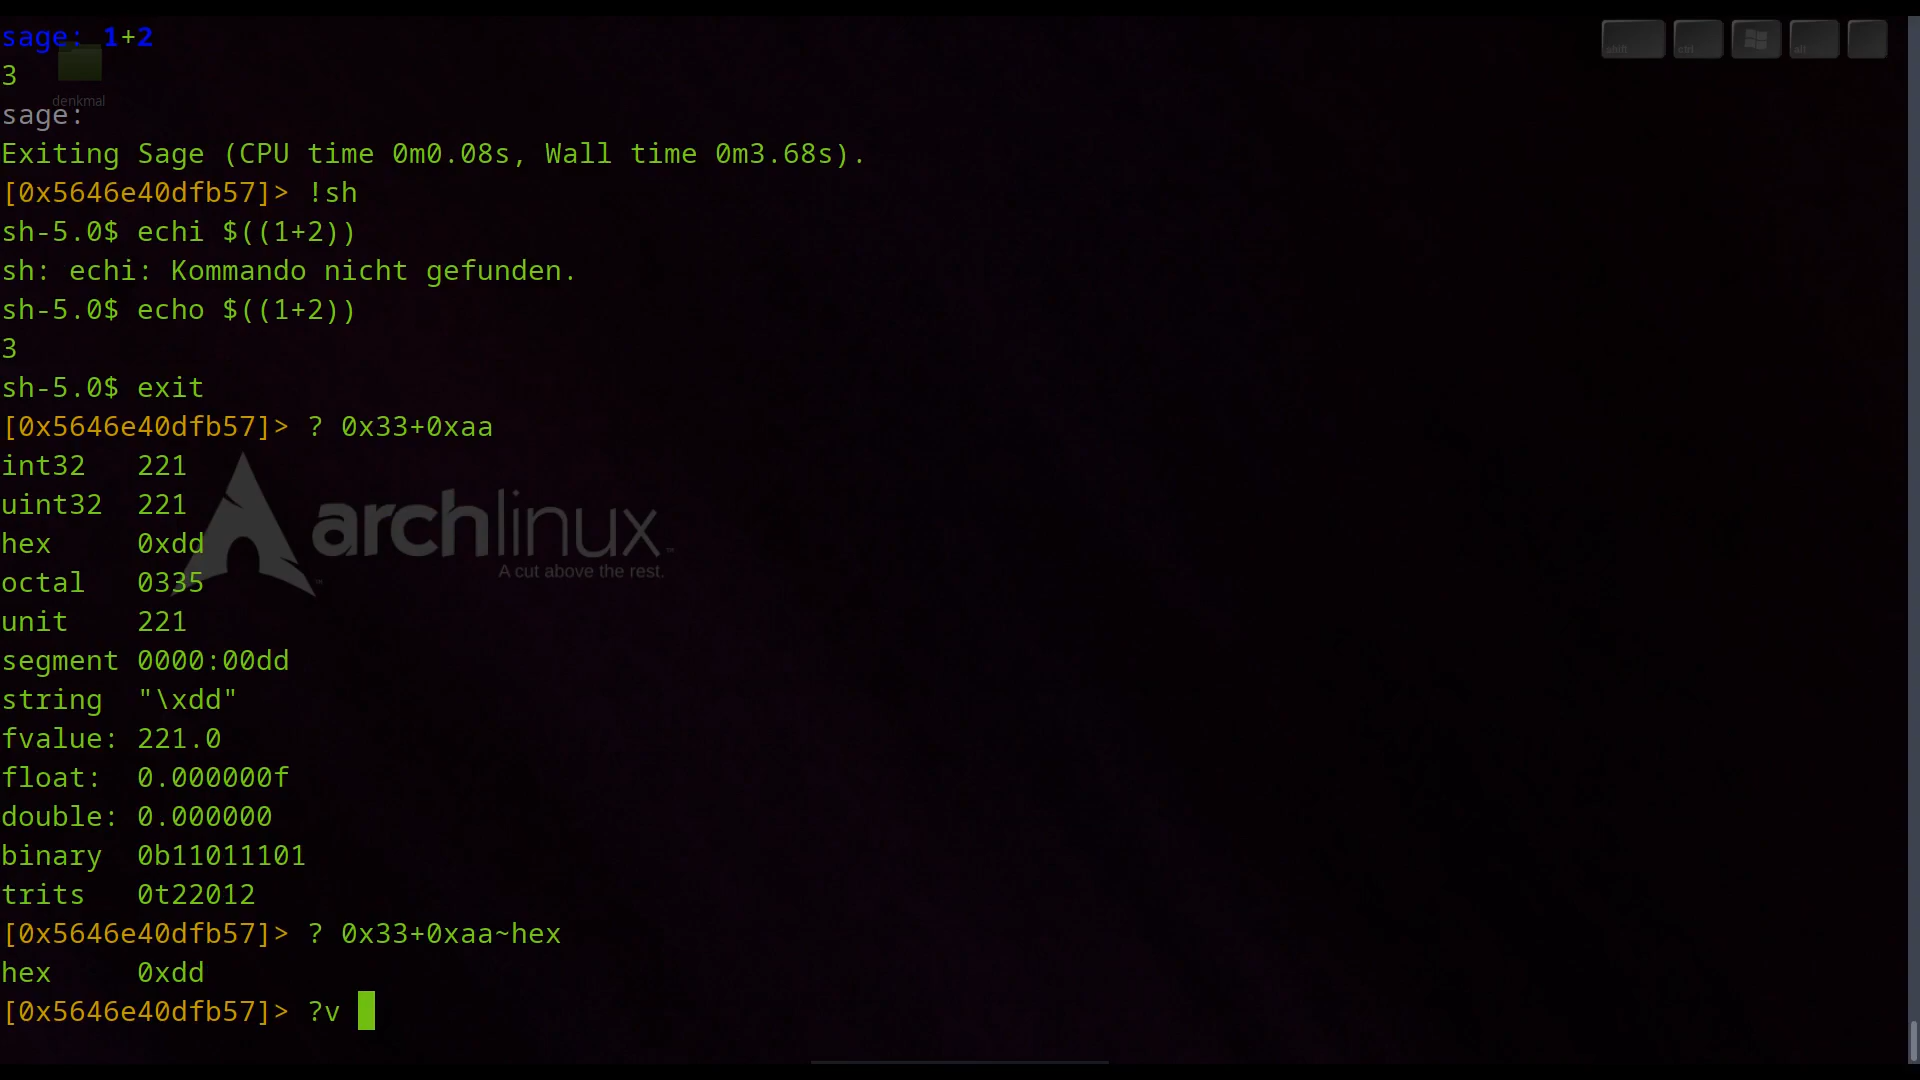 sage: 1+2
3
denkmal
sage:
Exiting Sage (CPU time 0m0.08s, Wall time 0m3.68s).
[0x5646e40dfb57]> !sh
sh-5.0$ echi $((1+2))
sh: echi: Kommando nicht gefunden.
sh-5.0$ echo $((1+2))
3
sh-5.0$ exit
[0x5646e40dfb57]> ? 0x33+0xaa
int32   221
uint32  221
hex     0xdd
octal   0335
unit    221
segment 0000:00dd
string  "\xdd"
fvalue: 221.0
float:  0.000000f
double: 0.000000
binary  0b11011101
trits   0t22012
[0x5646e40dfb57]> ? 0x33+0xaa~hex
hex     0xdd
[0x5646e40dfb57]> ?v
archlinux™
A cut above the rest.
shift ctrl alt